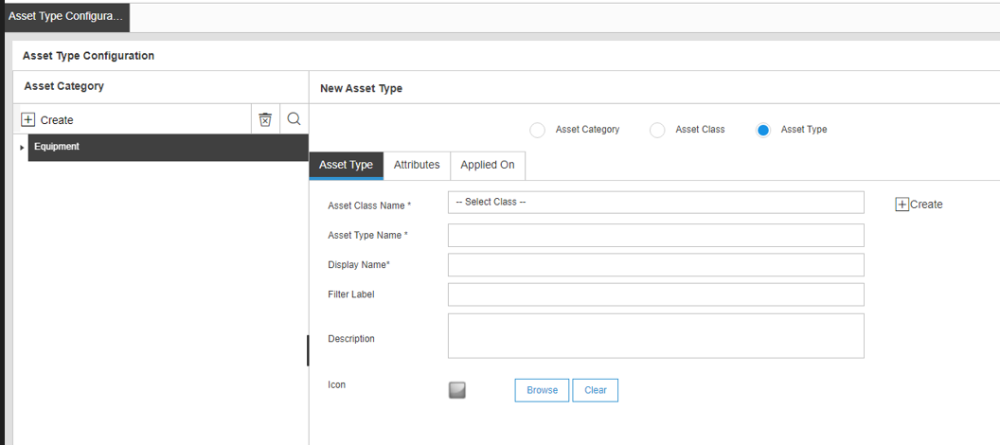 Asset Type Configura...
Asset Type Configuration
Asset Category
New Asset Type
Create
Asset Category
Asset Class
Asset Type
Equipment
Asset Type
Attributes
Applied On
Asset Class Name *
-- Select Class --
Create
Asset Type Name *
Display Name*
Filter Label
Description
Icon
Browse
Clear